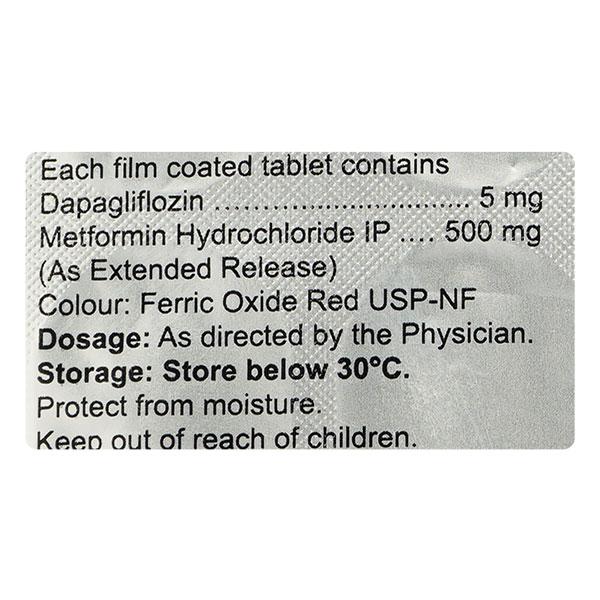 Each film coated tablet contains
Dapagliflozin ............................. 5 mg
Metformin Hydrochloride IP .... 500 mg
(As Extended Release)
Colour: Ferric Oxide Red USP-NF
Dosage: As directed by the Physician.
Storage: Store below 30°C.
Protect from moisture.
Keep out of reach of children.